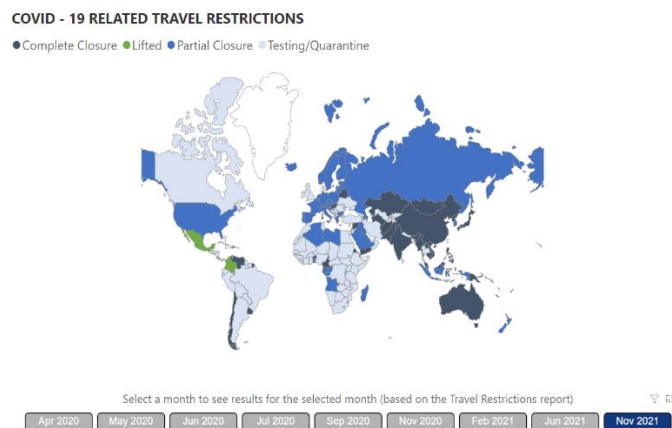 COVID - 19 RELATED TRAVEL RESTRICTIONS
Complete Closure Lifted Partial Closure Testing/Quarantine
Select a month to see results for the selected month (based on the Travel Restrictions report)
Apr 2020 May 2020 Jun 2020 Jul 2020 Sep 2020 Nov 2020 Feb 2021 Jun 2021 Nov 2021